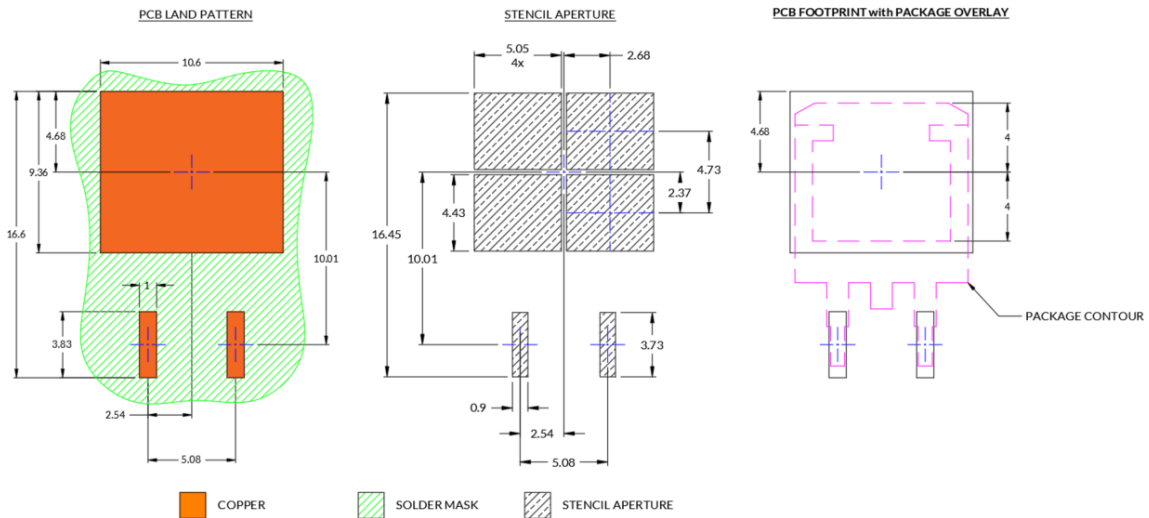 PCB LAND PATTERN
STENCIL APERTURE
PCB FOOTPRINT with PACKAGE OVERLAY
10.6
4.68
9.36
16.6
10.01
1
3.83
2.54
5.08
5.05
4x
2.68
4.73
2.37
4.43
16.45
10.01
3.73
0.9
2.54
5.08
4.68
4
4
PACKAGE CONTOUR
COPPER
SOLDER MASK
STENCIL APERTURE